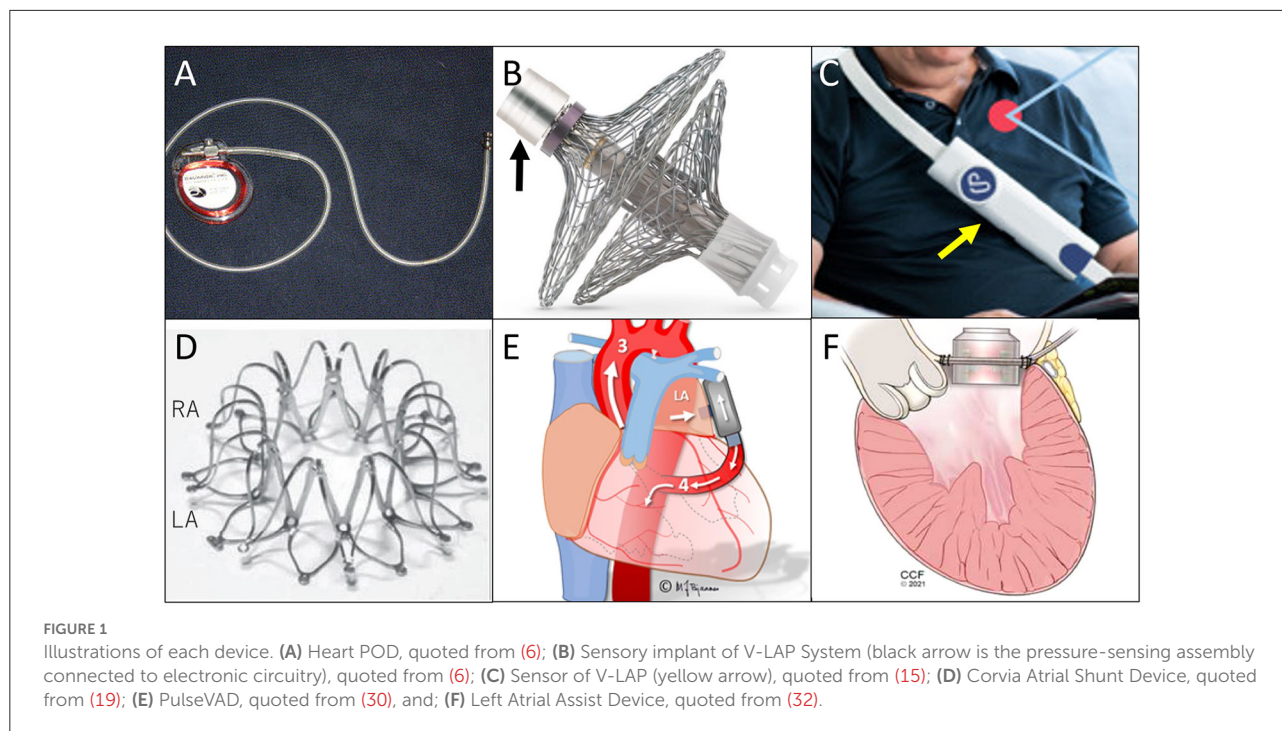 A
B
C
D
RA
LA
E
3
LA
4
©
F
CCF
© 2021
FIGURE 1
Illustrations of each device. (A) Heart POD, quoted from (6); (B) Sensory implant of V-LAP System (black arrow is the pressure-sensing assembly
connected to electronic circuitry), quoted from (6); (C) Sensor of V-LAP (yellow arrow), quoted from (15); (D) Corvia Atrial Shunt Device, quoted
from (19); (E) PulseVAD, quoted from (30), and; (F) Left Atrial Assist Device, quoted from (32).